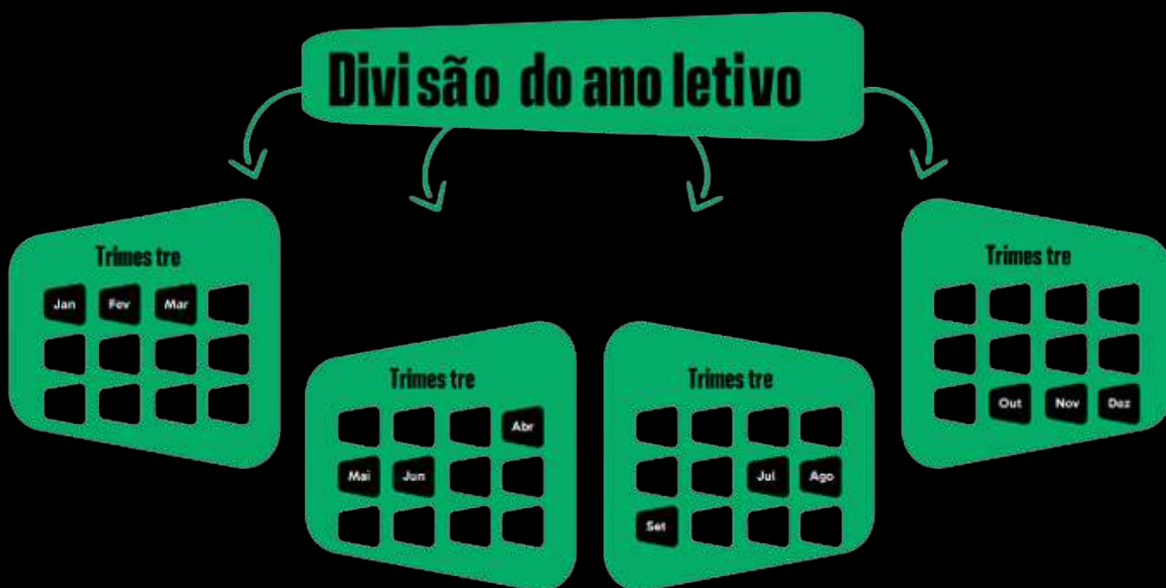 Divisão do ano letivo
Trimestre
Jan Fev Mar
Trimestre
Abr
Mai Jun
Trimestre
Jul Ago
Set
Trimestre
Out Nov Dez